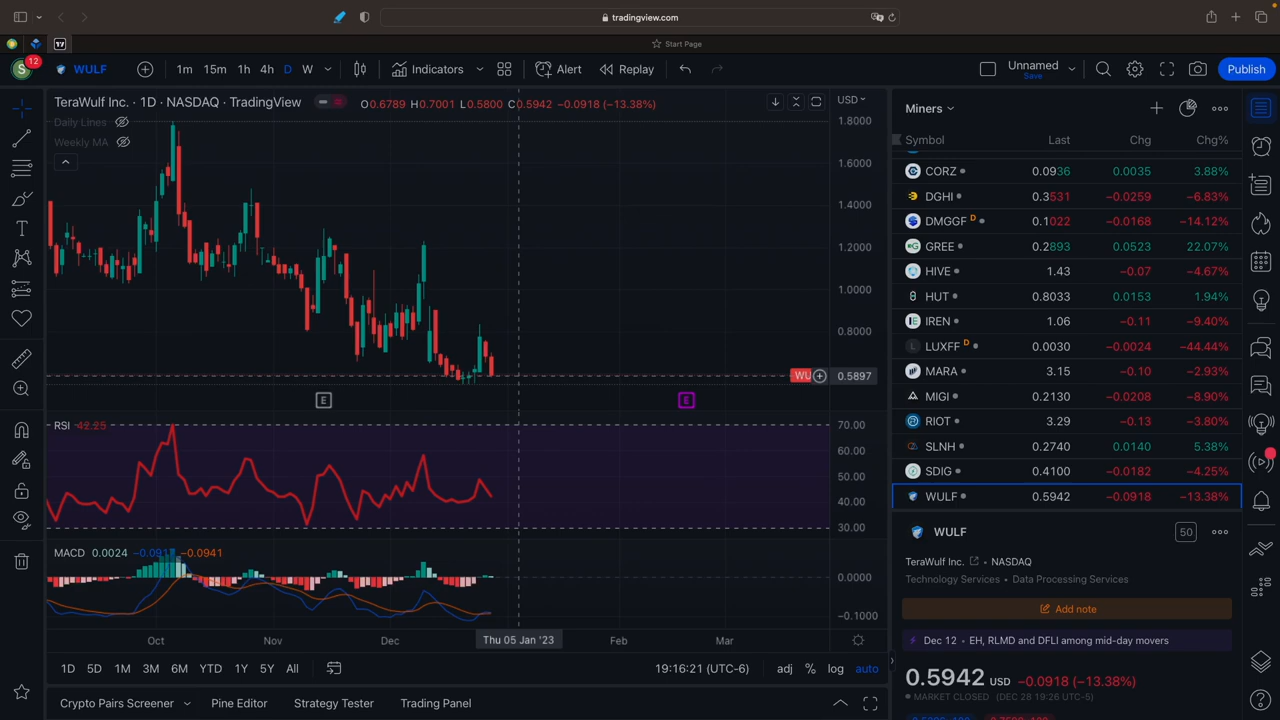 tradingview.com
Start Page
S
12
WULF
1m 15m 1h 4h D W
Indicators
Alert
Replay
Unnamed
Save
Publish
TeraWulf Inc. · 1D · NASDAQ · TradingView
O0.6789 H0.7001 L0.5800 C0.5942 −0.0918 (−13.38%)
USD
Daily Lines
Weekly MA
1.8000
1.6000
1.4000
1.2000
1.0000
0.8000
WU
0.5897
E
E
RSI 42.25
70.00
60.00
50.00
40.00
30.00
MACD 0.0024 −0.0941
0.0000
−0.1000
Oct Nov Dec Thu 05 Jan '23 Feb Mar
1D 5D 1M 3M 6M YTD 1Y 5Y All
19:16:21 (UTC-6)
adj % log auto
Crypto Pairs Screener
Pine Editor
Strategy Tester
Trading Panel
Miners
Symbol Last Chg Chg%
CORZ 0.0936 0.0035 3.88%
DGHI 0.3531 −0.0259 −6.83%
DMGGF D 0.1022 −0.0168 −14.12%
GREE 0.2893 0.0523 22.07%
HIVE 1.43 −0.07 −4.67%
HUT 0.8033 0.0153 1.94%
IREN 1.06 −0.11 −9.40%
L LUXFF D 0.0030 −0.0024 −44.44%
MARA 3.15 −0.10 −2.93%
MIGI 0.2130 −0.0208 −8.90%
RIOT 3.29 −0.13 −3.80%
SLNH 0.2740 0.0140 5.38%
SDIG 0.4100 −0.0182 −4.25%
WULF 0.5942 −0.0918 −13.38%
WULF
50
TeraWulf Inc. • NASDAQ
Technology Services • Data Processing Services
Add note
Dec 12 • EH, RLMD and DFLI among mid-day movers
0.5942 USD −0.0918 (−13.38%)
MARKET CLOSED (DEC 28 19:26 UTC-5)